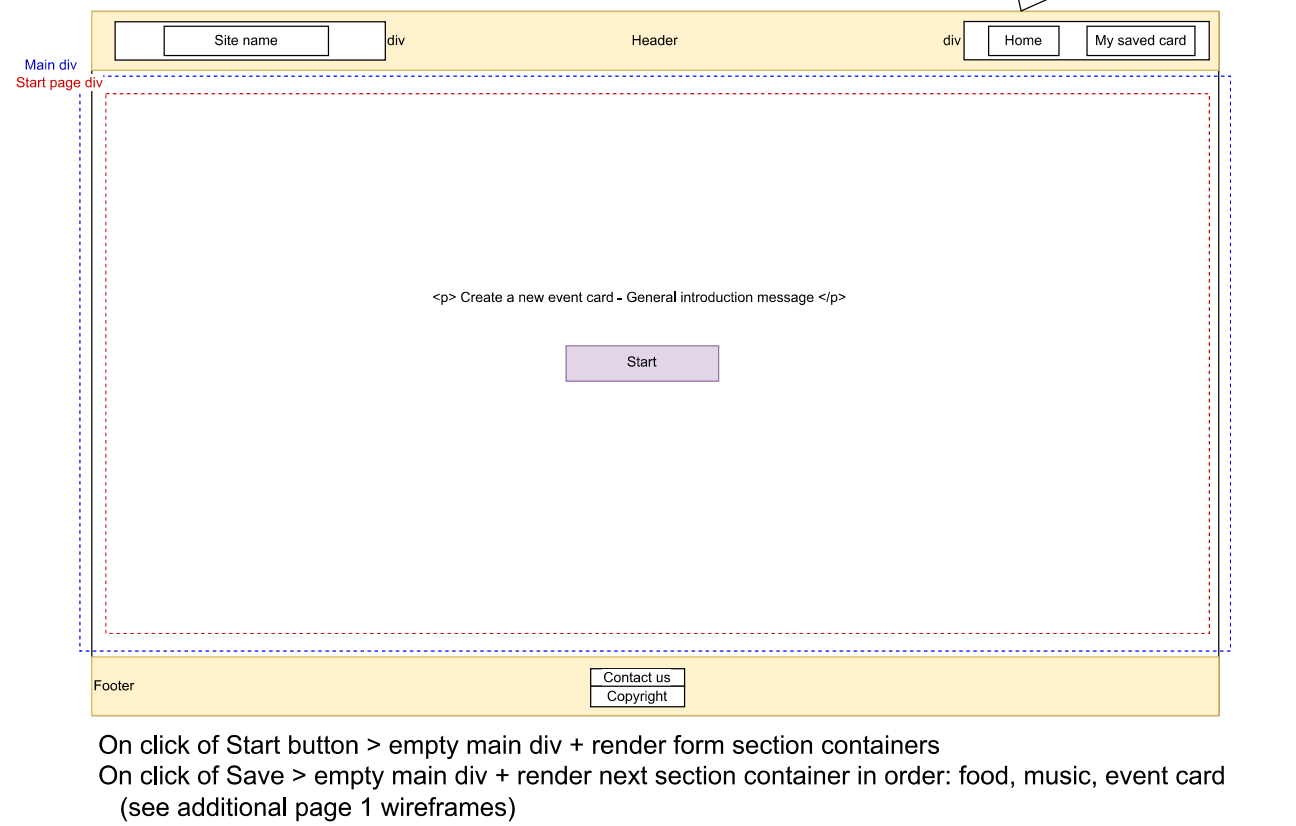 Site name
div
Header
div
Home
My saved card
Main div
Start page div
<p> Create a new event card - General introduction message </p>
Start
Footer
Contact us
Copyright
On click of Start button > empty main div + render form section containers
On click of Save > empty main div + render next section container in order: food, music, event card
(see additional page 1 wireframes)